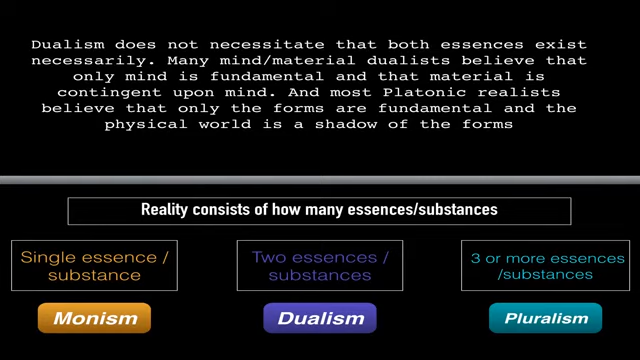 Dualism does not necessitate that both essences exist
necessarily. Many mind/material dualists believe that
only mind is fundamental and that material is
contingent upon mind. And most Platonic realists
believe that only the forms are fundamental and the
physical world is a shadow of the forms
Reality consists of how many essences/substances
Single essence /
substance
Two essences /
substances
3 or more essences
/substances
Monism
Dualism
Pluralism